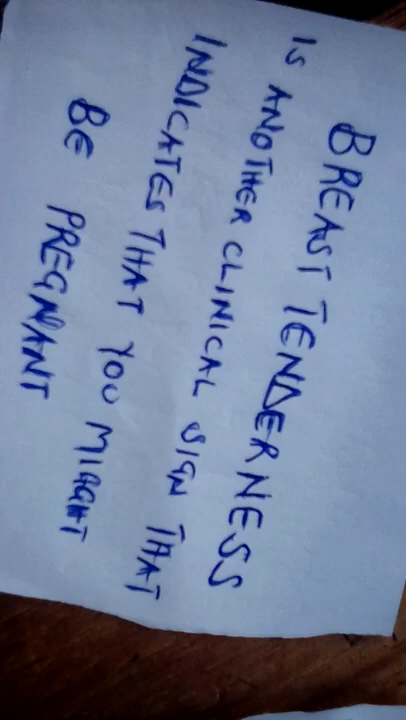 BREAST TENDERNESS
IS ANOTHER CLINICAL SIGN THAT
INDICATES THAT YOU MIGHT
BE PREGNANT